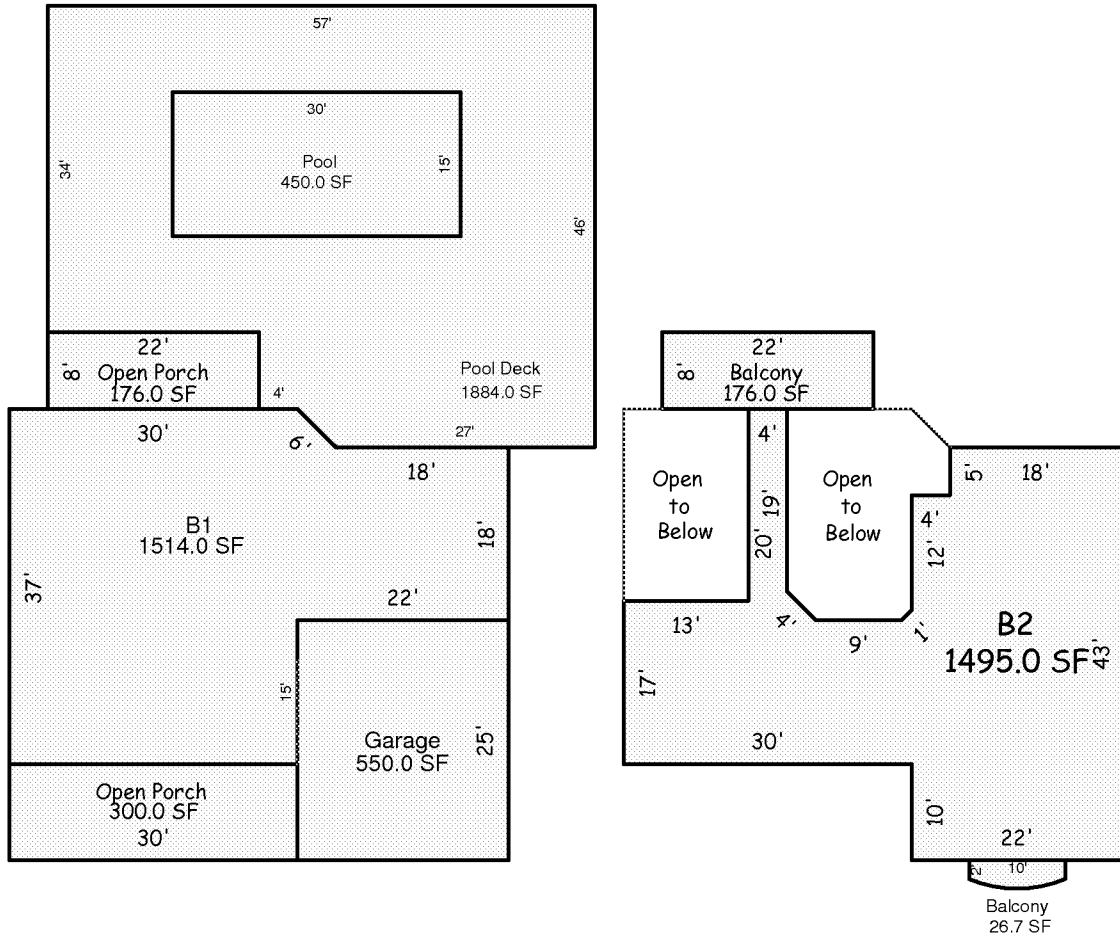 57'
30'
Pool
450.0 SF
15'
34'
46'
22'
8'
Open Porch
176.0 SF
Pool Deck
1884.0 SF
4'
30'
6'
27'
18'
B1
1514.0 SF
18'
37'
22'
15'
Garage
550.0 SF
25'
Open Porch
300.0 SF
30'
22'
8'
Balcony
176.0 SF
4'
Open
to
Below
19'
20'
Open
to
Below
5'
18'
4'
12'
13'
4'
9'
1'
B2
1495.0 SF
43'
17'
30'
10'
22'
2'
10'
Balcony
26.7 SF